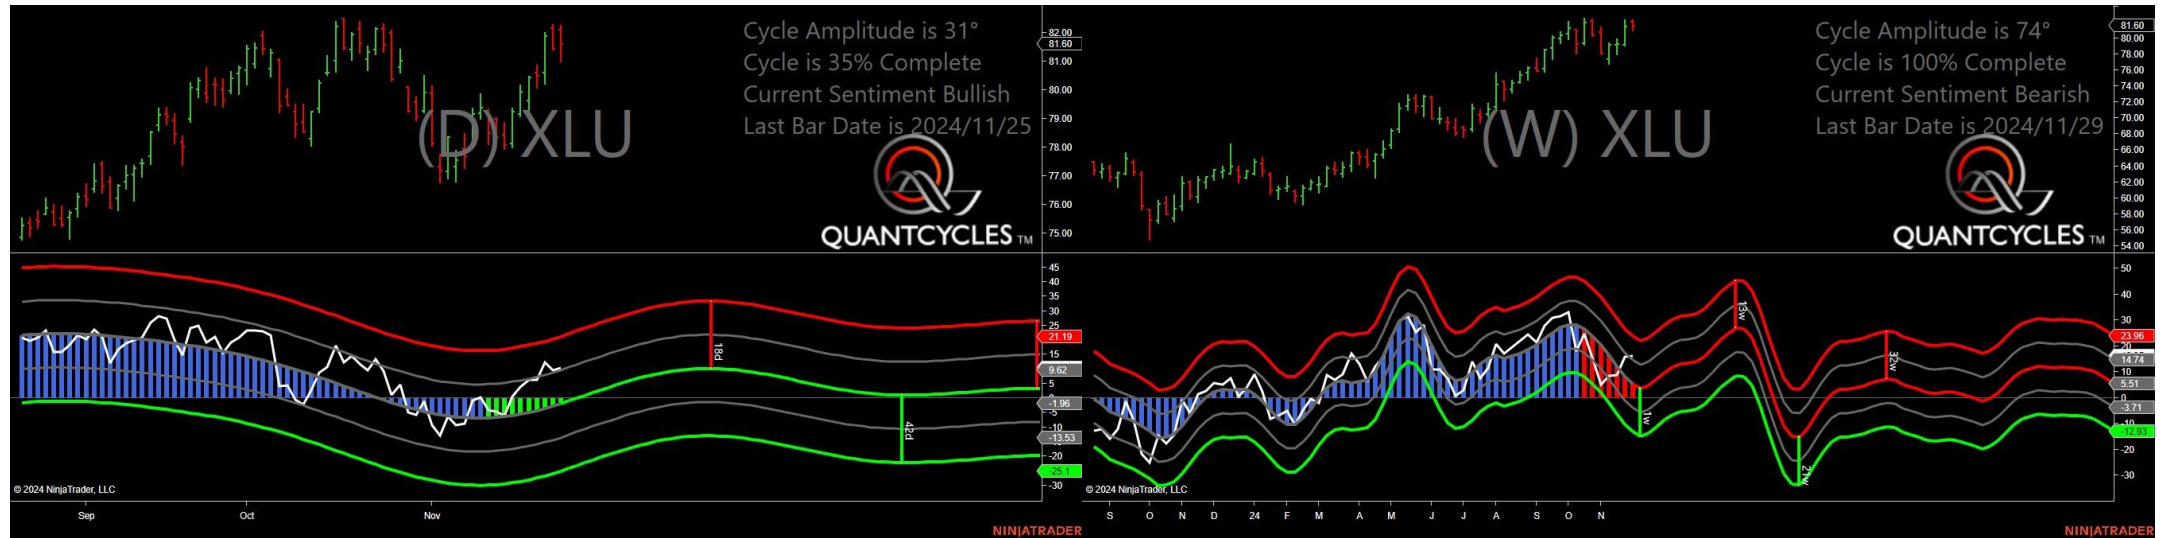 Cycle Amplitude is 31°
Cycle is 35% Complete
Current Sentiment Bullish
Last Bar Date is 2024/11/25
(D) XLU
QUANTCYCLES TM
82.00
81.60
81.00
80.00
79.00
78.00
77.00
76.00
75.00
45
40
35
30
25
21.19
15
9.62
5
-1.96
-5
-10
-13.53
-20
-25.1
-30
18d
42d
© 2024 NinjaTrader, LLC
Sep
Oct
Nov
NINJATRADER
Cycle Amplitude is 74°
Cycle is 100% Complete
Current Sentiment Bearish
Last Bar Date is 2024/11/29
(W) XLU
QUANTCYCLES TM
81.60
80.00
78.00
76.00
74.00
72.00
70.00
68.00
66.00
64.00
62.00
60.00
58.00
56.00
54.00
50
40
30
23.96
20
14.74
10
5.51
0
-3.71
-12.93
-20
-30
13w
32w
1w
21w
© 2024 NinjaTrader, LLC
S O N D 24 F M A M J J A S O N
NINJATRADER